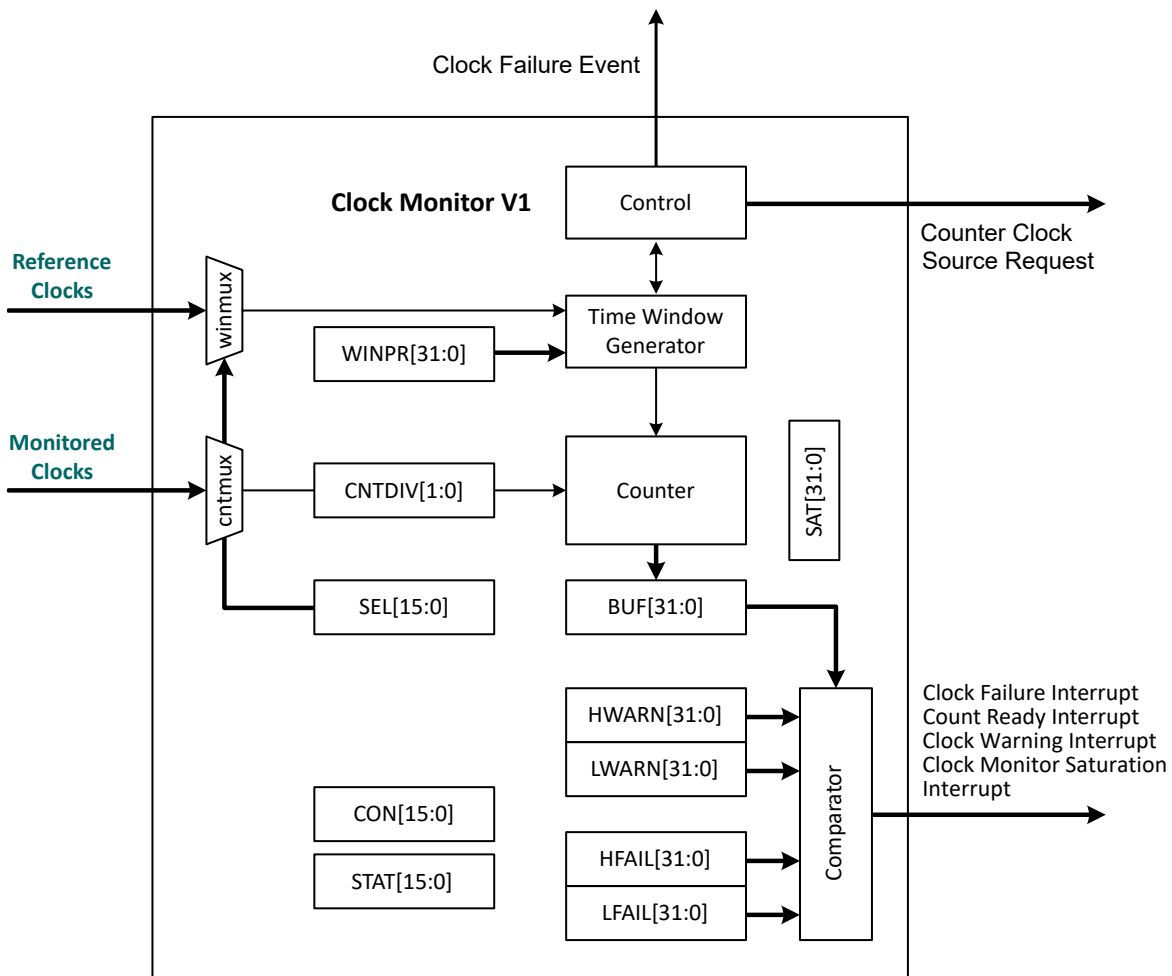 Clock Failure Event
Clock Monitor V1
Control
Counter Clock
Source Request
Reference
Clocks
winmux
Time Window
Generator
WINPR[31:0]
Monitored
Clocks
cntmux
CNTDIV[1:0]
Counter
SAT[31:0]
SEL[15:0]
BUF[31:0]
HWARN[31:0]
LWARN[31:0]
Clock Failure Interrupt
Count Ready Interrupt
Clock Warning Interrupt
Clock Monitor Saturation
Interrupt
Comparator
CON[15:0]
STAT[15:0]
HFAIL[31:0]
LFAIL[31:0]